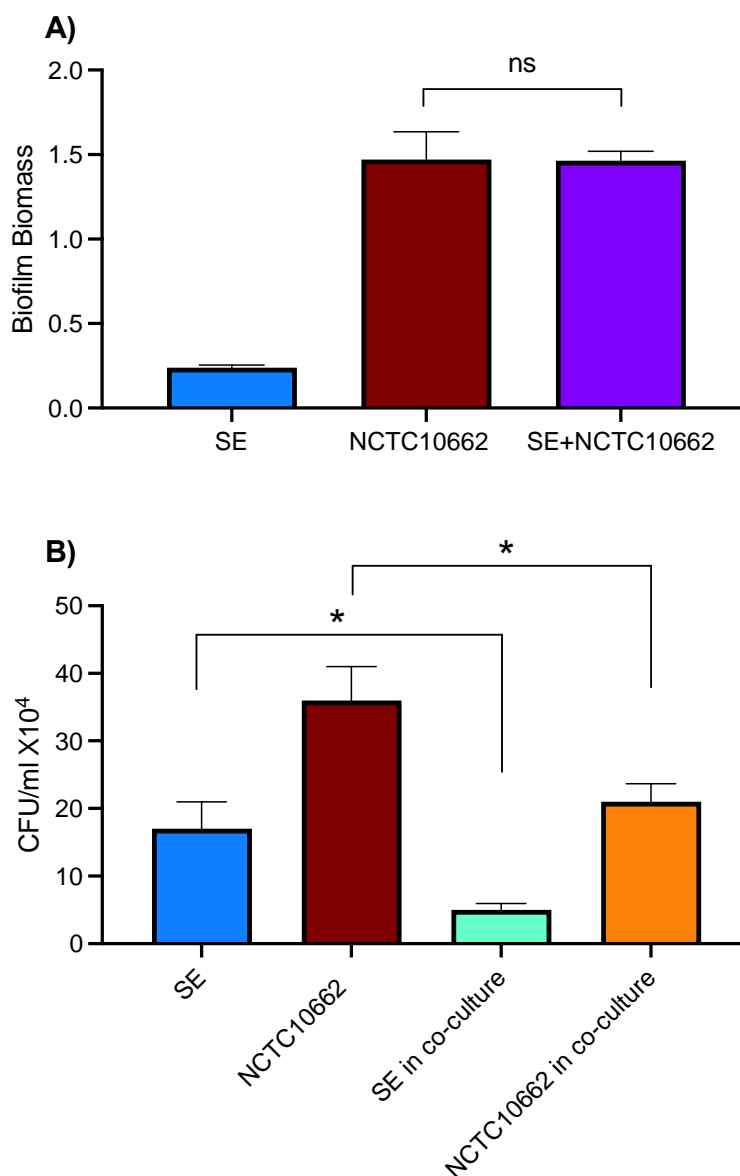 A)
ns
2.0
1.5
1.0
0.5
0.0
Biofilm Biomass
SE
NCTC10662
SE+NCTC10662
B)
*
*
50
40
30
20
10
0
CFU/ml X10⁴
SE
NCTC10662
SE in co-culture
NCTC10662 in co-culture